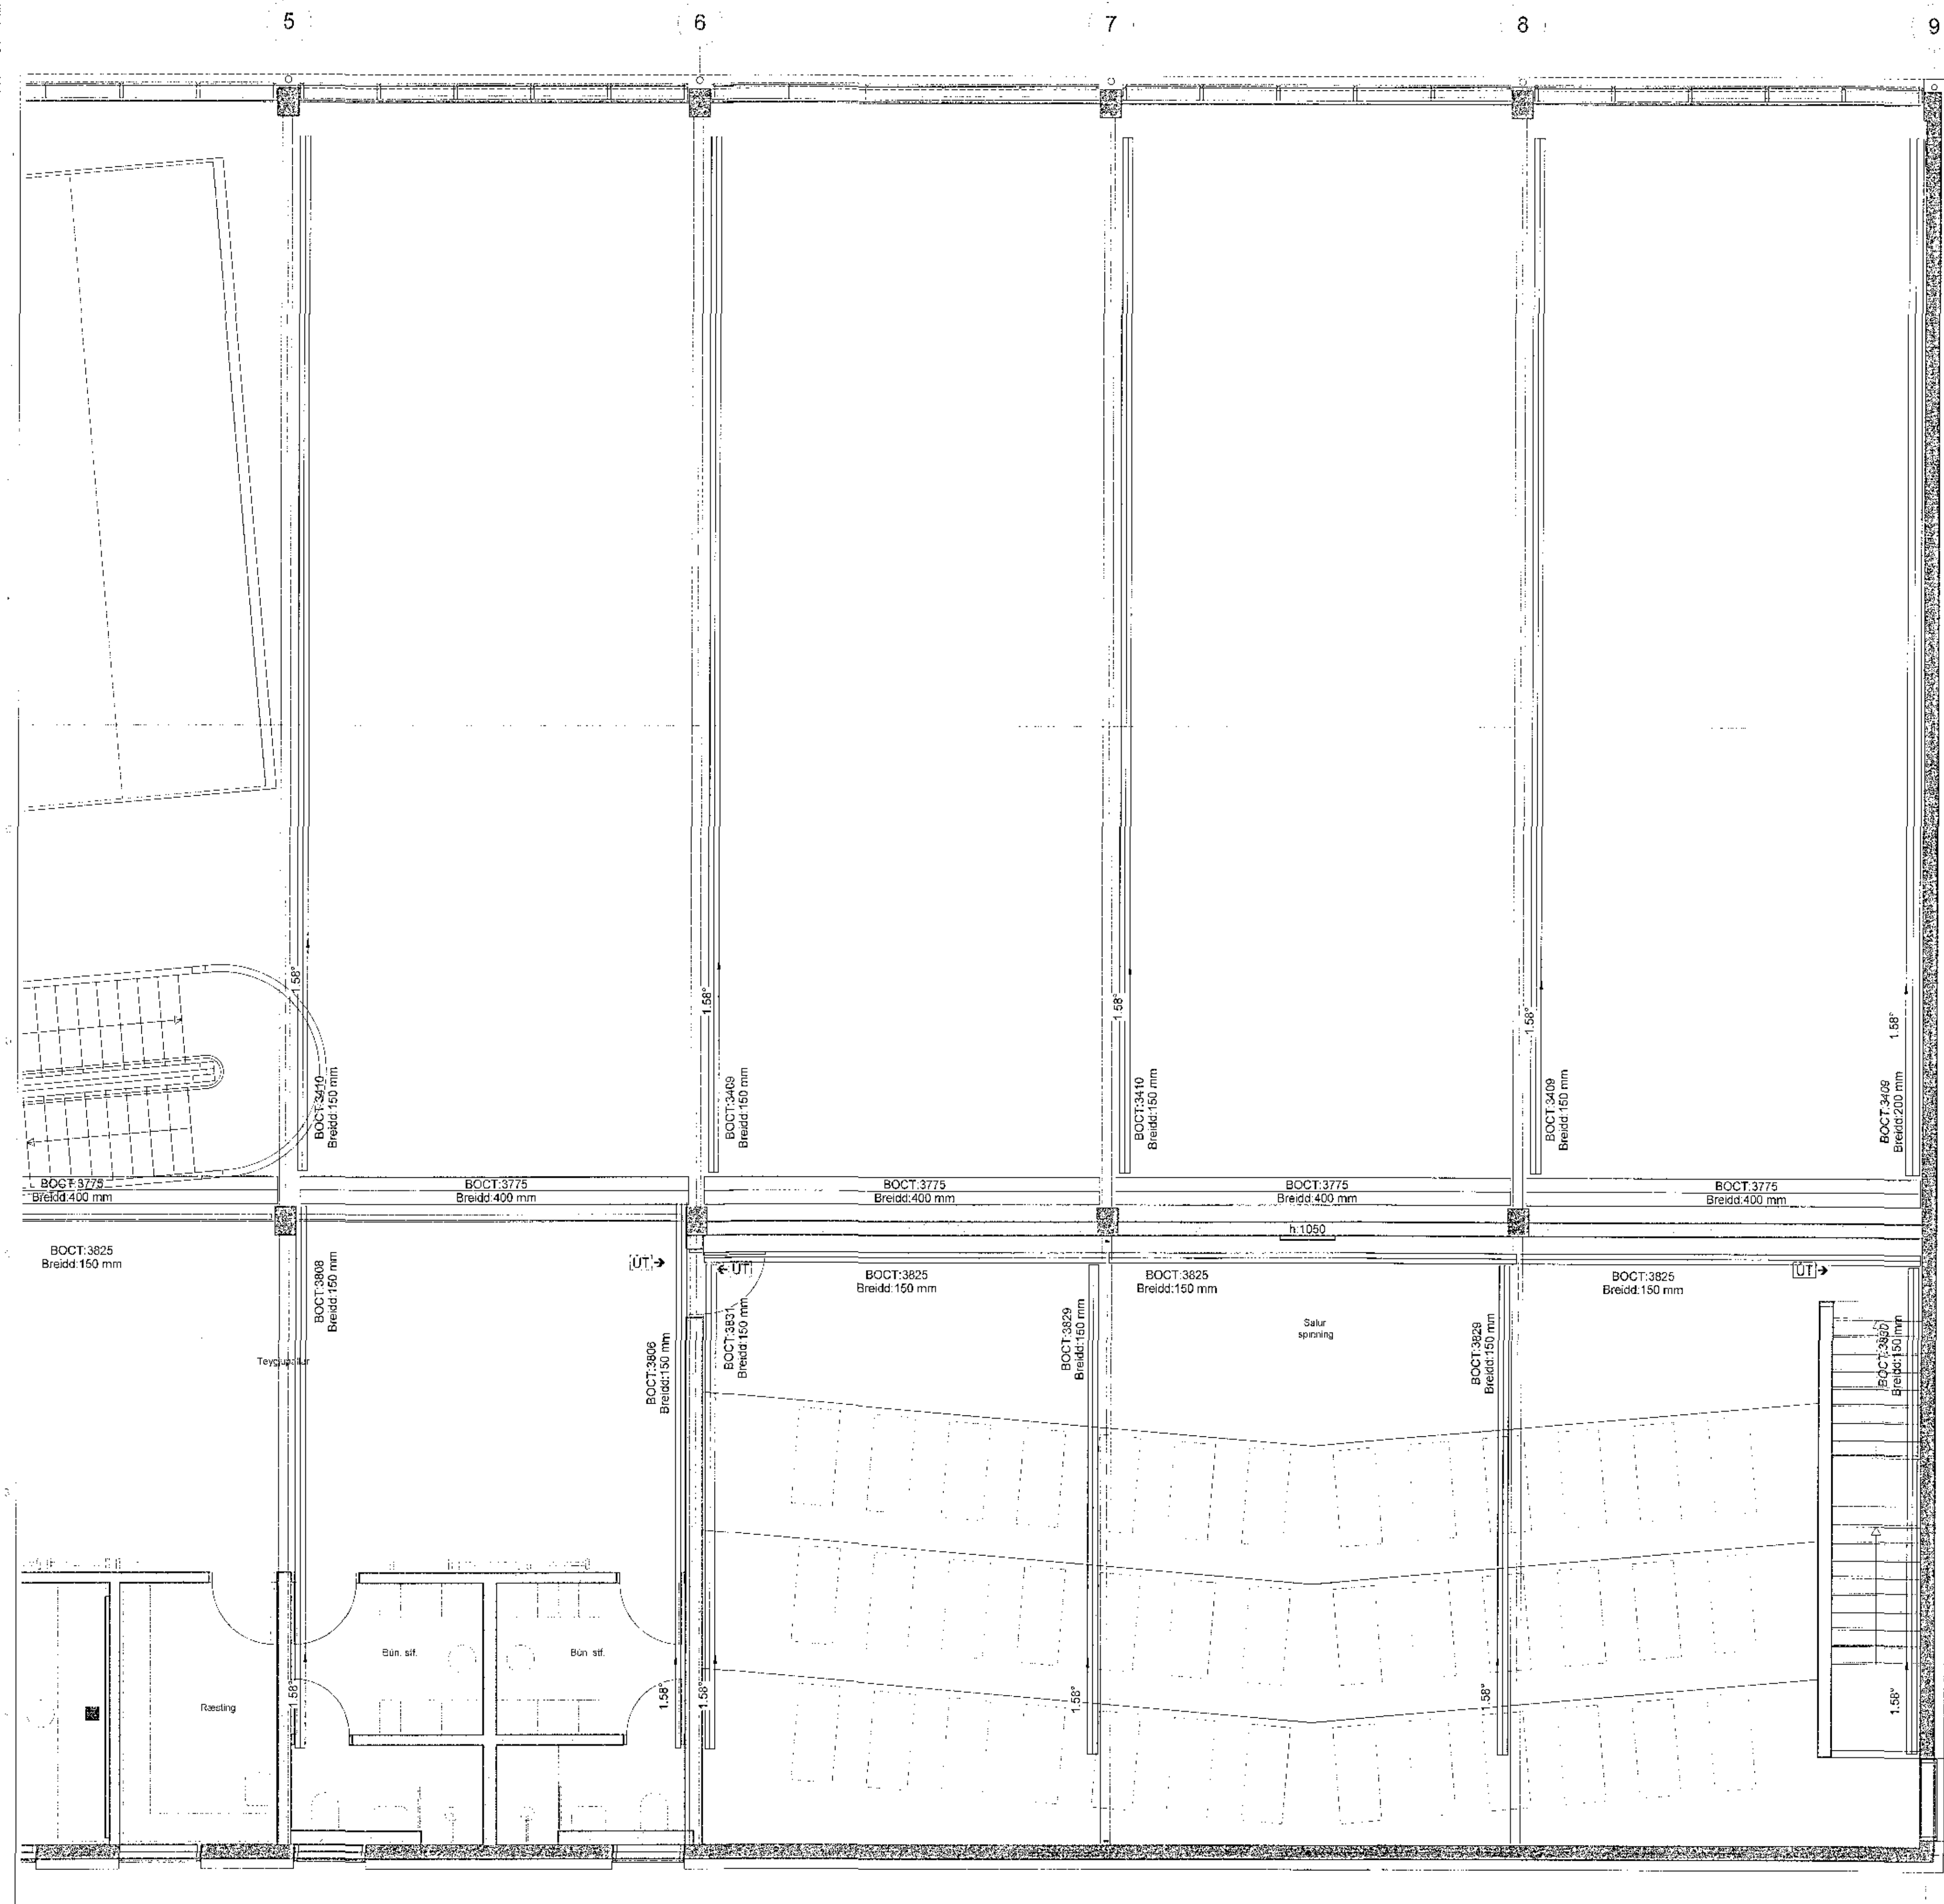 5
6
7
8
9
1.58°
1.58°
1.58°
1.58°
1.58°
BOCT:3410
Breidd:150 mm
BOCT:3409
Breidd:150 mm
BOCT:3410
Breidd:150 mm
BOCT:3409
Breidd:150 mm
BOCT:3409
Breidd:200 mm
BOCT:3775
Breidd:400 mm
BOCT:3775
Breidd:400 mm
BOCT:3775
Breidd:400 mm
BOCT:3775
Breidd:400 mm
BOCT:3775
Breidd:400 mm
h:1050
BOCT:3825
Breidd:150 mm
BOCT:3808
Breidd:150 mm
ÚT→
←ÚT
BOCT:3825
Breidd:150 mm
BOCT:3825
Breidd:150 mm
BOCT:3825
Breidd:150 mm
ÚT→
BOCT:3806
Breidd:150 mm
BOCT:3831
Breidd:150 mm
BOCT:3829
Breidd:150 mm
Salur
spinning
BOCT:3829
Breidd:150 mm
BOCT:3830
Breidd:150 mm
Teygjupallur
Bún. stf.
Bún stf.
Ræsting
1.58°
1.58°
1.58°
1.58°
1.58°
1.58°